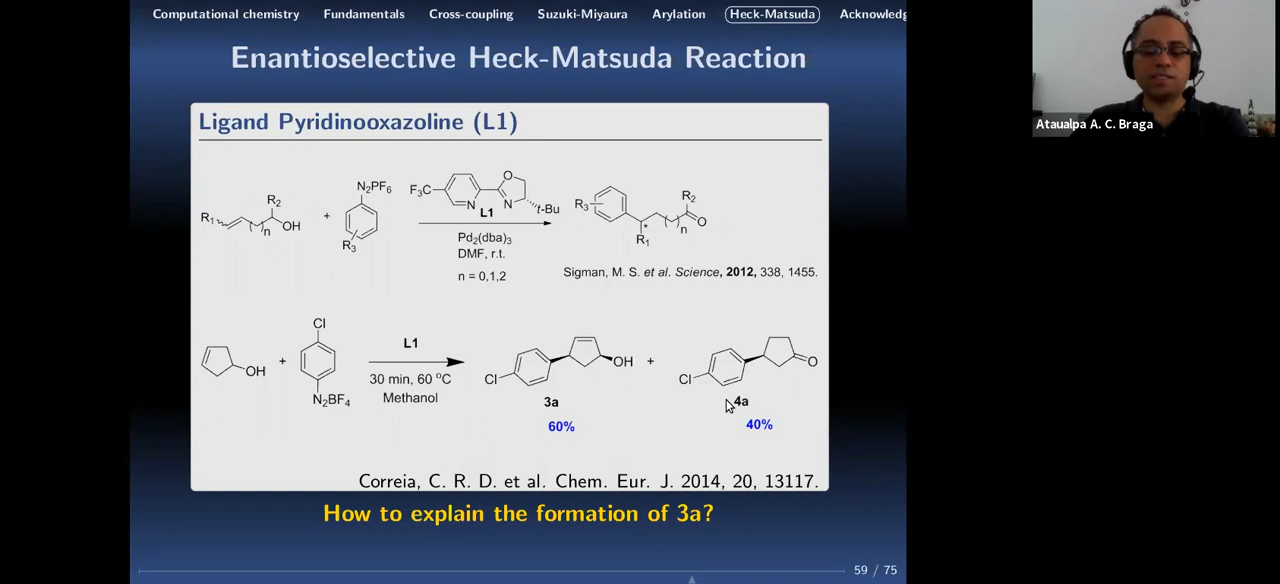 Computational chemistry Fundamentals Cross-coupling Suzuki-Miyaura Arylation Heck-Matsuda Acknowledg
Enantioselective Heck-Matsuda Reaction
Ligand Pyridinooxazoline (L1)
R1 R2 n OH
+
N2PF6 R3
F3C N O N t-Bu
L1
Pd2(dba)3
DMF, r.t.
n = 0,1,2
R3 R1 * n R2 O
Sigman, M. S. et al. Science, 2012, 338, 1455.
OH
+
Cl N2BF4
L1
30 min, 60 ºC
Methanol
Cl OH
3a
60%
+
Cl O
4a
40%
Correia, C. R. D. et al. Chem. Eur. J. 2014, 20, 13117.
How to explain the formation of 3a?
59 / 75
Ataualpa A. C. Braga